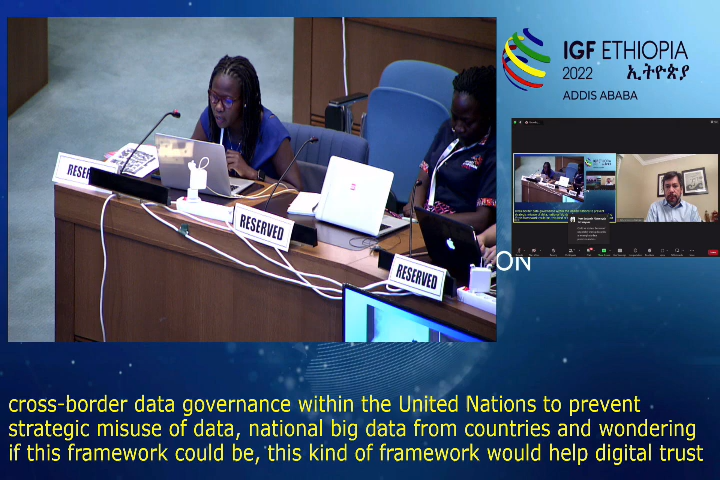 IGF ETHIOPIA
2022 ኢትዮጵያ
ADDIS ABABA
RESERVED
RESERVED
ON
cross-border data governance within the United Nations to prevent
strategic misuse of data, national big data from countries and wondering
if this framework could be, this kind of framework would help digital trust